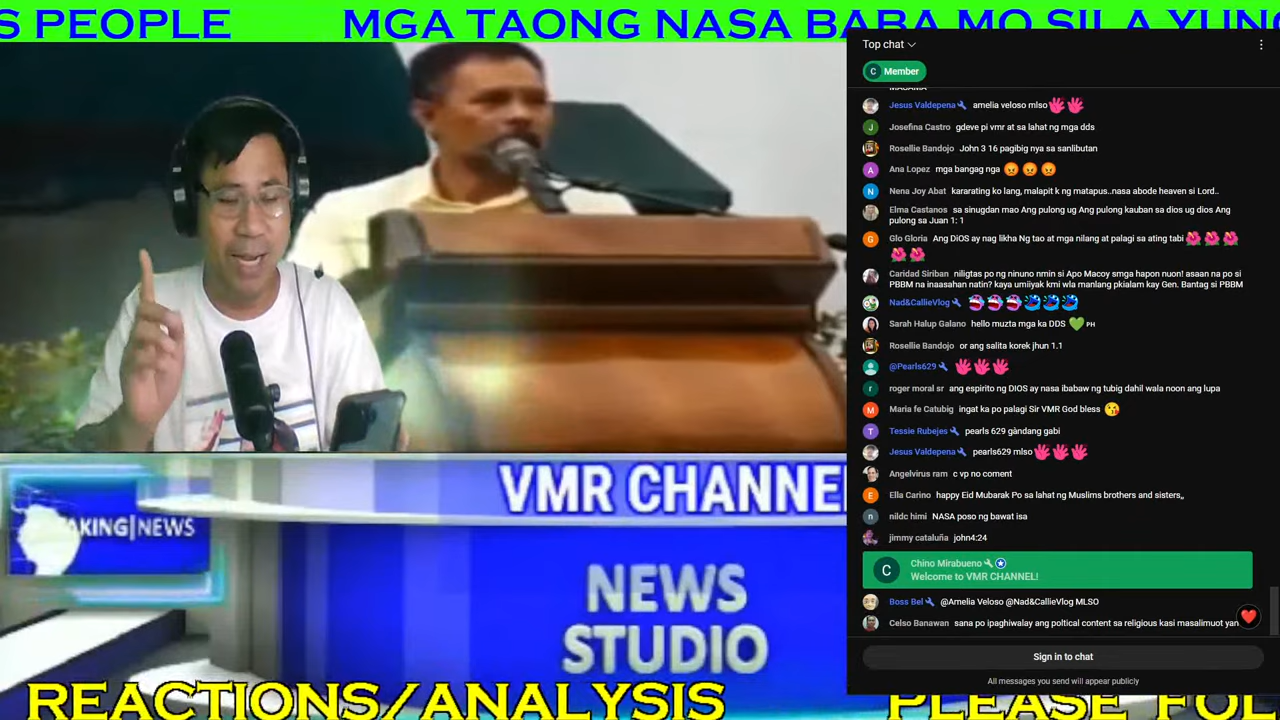 S PEOPLE MGA TAONG NASA BABA MO SILA YUNG
Top chat
C Member
Jesus Valdepena amelia veloso mlso
J Josefina Castro gdeve pi vmr at sa lahat ng mga dds
Rosellie Bandojo John 3 16 pagibig nya sa sanlibutan
A Ana Lopez mga bangag nga
N Nena Joy Abat kararating ko lang, malapit k ng matapus..nasa abode heaven si Lord..
Elma Castanos sa sinugdan mao Ang pulong ug Ang pulong kauban sa dios ug dios Ang
pulong sa Juan 1: 1
G Glo Gloria Ang DiOS ay nag likha Ng tao at mga nilang at palagi sa ating tabi
Caridad Siriban niligtas po ng ninuno nmin si Apo Macoy smga hapon nuon! asaan na po si
PBBM na inaasahan natin? kaya umiiyak kmi wla manlang pkialam kay Gen. Bantag si PBBM
Nad&CallieVlog
Sarah Halup Galano hello muzta mga ka DDS PH
Rosellie Bandojo or ang salita korek jhun 1.1
@Pearls629
r roger moral sr ang espirito ng DIOS ay nasa ibabaw ng tubig dahil wala noon ang lupa
M Maria fe Catubig ingat ka po palagi Sir VMR God bless
T Tessie Rubejes pearls 629 gàndang gabi
Jesus Valdepena pearls629 mlso
Angelvirus ram c vp no coment
E Ella Carino happy Eid Mubarak Po sa lahat ng Muslims brothers and sisters,,
n nildc himi NASA poso ng bawat isa
jimmy cataluña john4:24
C Chino Mirabueno
Welcome to VMR CHANNEL!
Boss Bel @Amelia Veloso @Nad&CallieVlog MLSO
Celso Banawan sana po ipaghiwalay ang poltical content sa religious kasi masalimuot yan
Sign in to chat
All messages you send will appear publicly
VMR CHANNE
AKING|NEWS
NEWS
STUDIO
REACTIONS/ANALYSIS PLEASE FOL